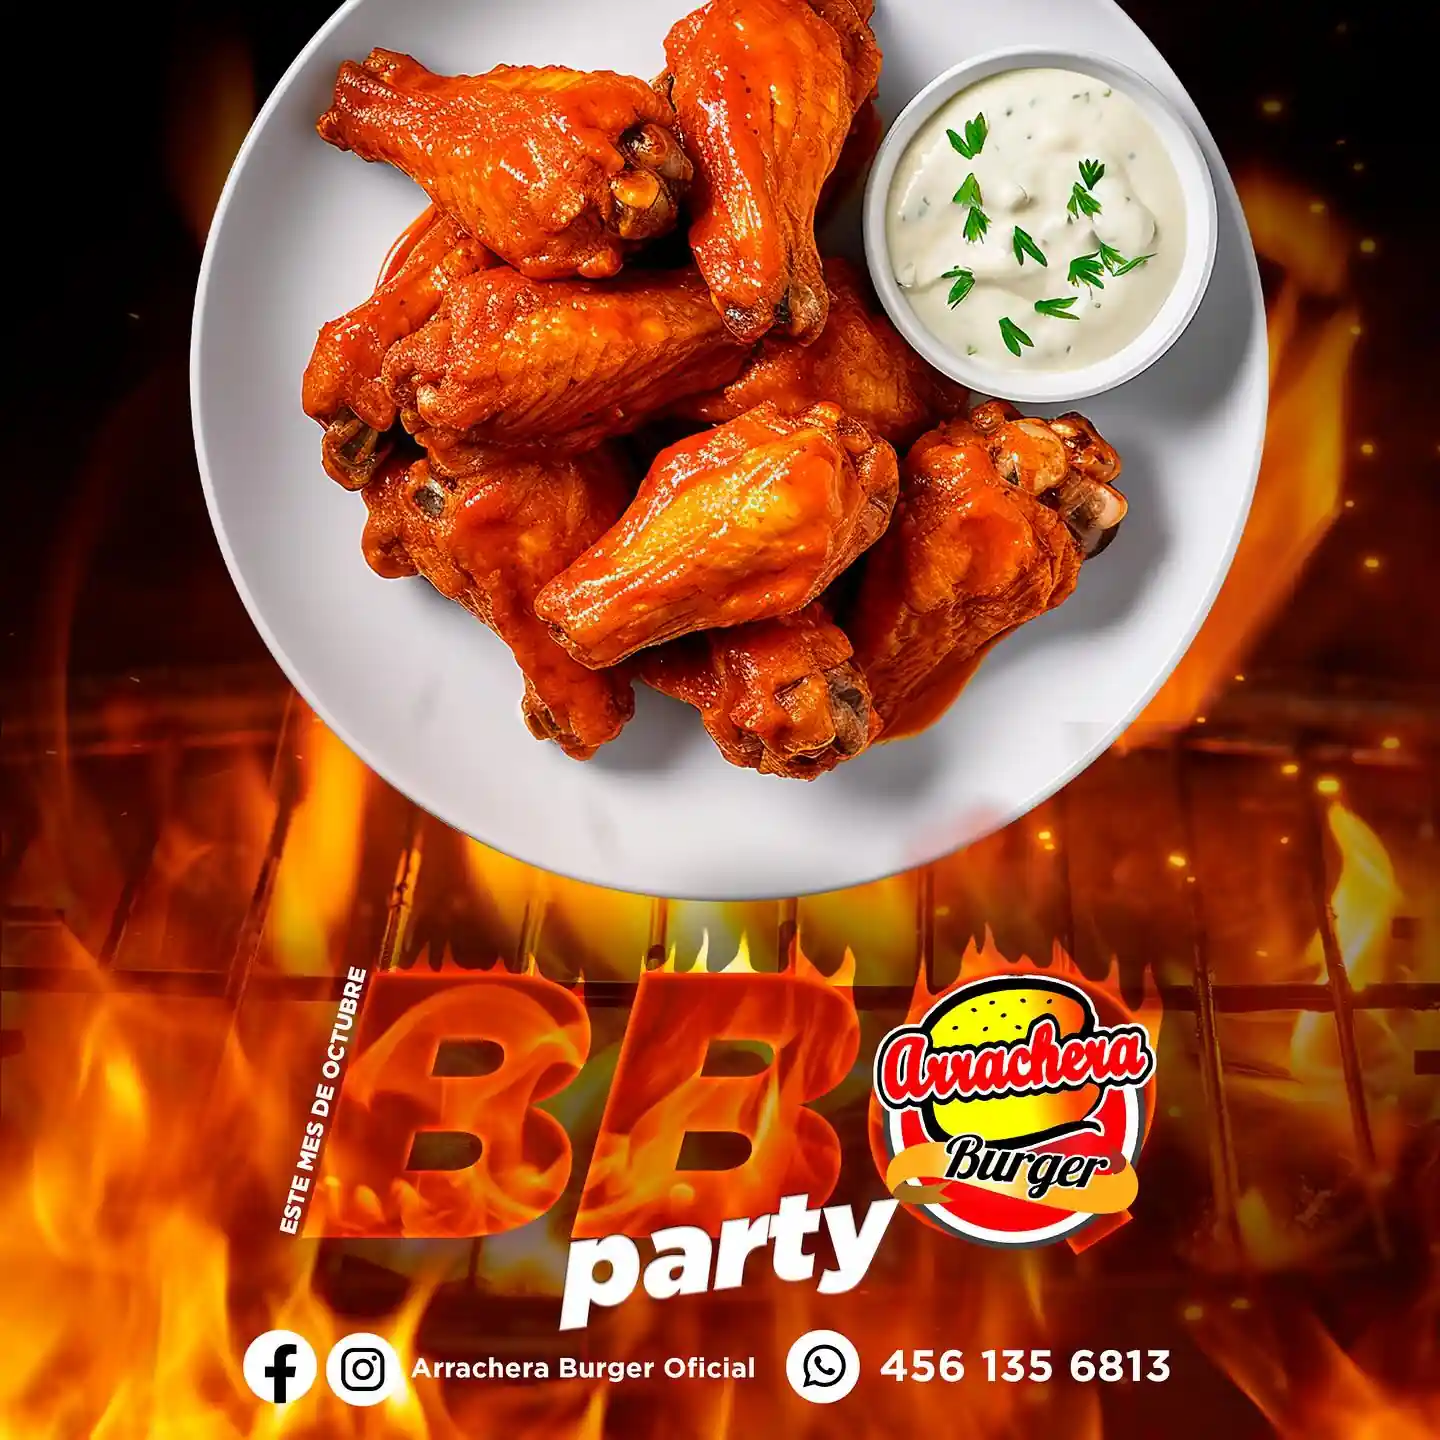 ESTE MES DE OCTUBRE
BB
Arrachera
Burger
party
Arrachera Burger Oficial
456 135 6813